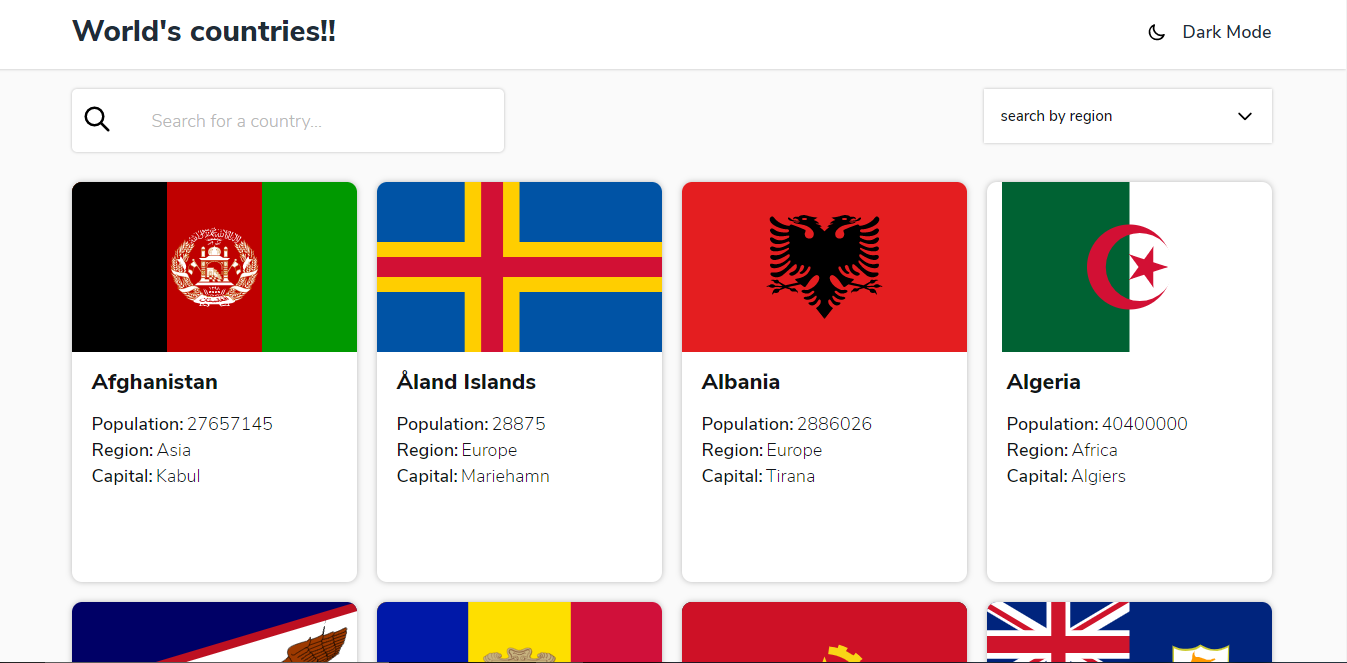 World's countries!!
Dark Mode
Search for a country...
search by region
Afghanistan
Population: 27657145
Region: Asia
Capital: Kabul
Åland Islands
Population: 28875
Region: Europe
Capital: Mariehamn
Albania
Population: 2886026
Region: Europe
Capital: Tirana
Algeria
Population: 40400000
Region: Africa
Capital: Algiers